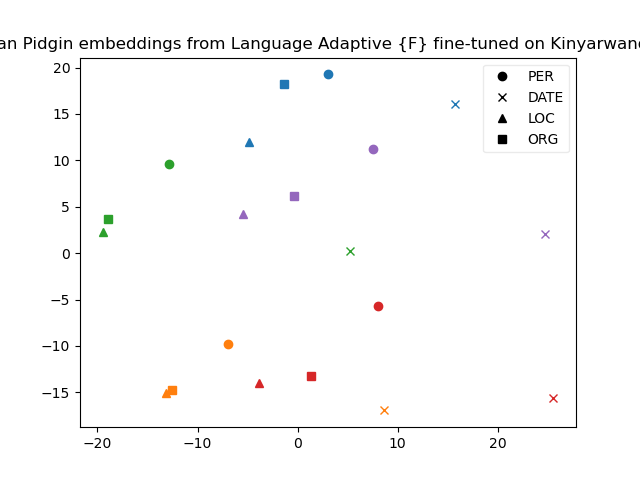 an Pidgin embeddings from Language Adaptive {F} fine-tuned on Kinyarwan
PER
DATE
LOC
ORG
20
15
10
5
0
−5
−10
−15
−20 −10 0 10 20